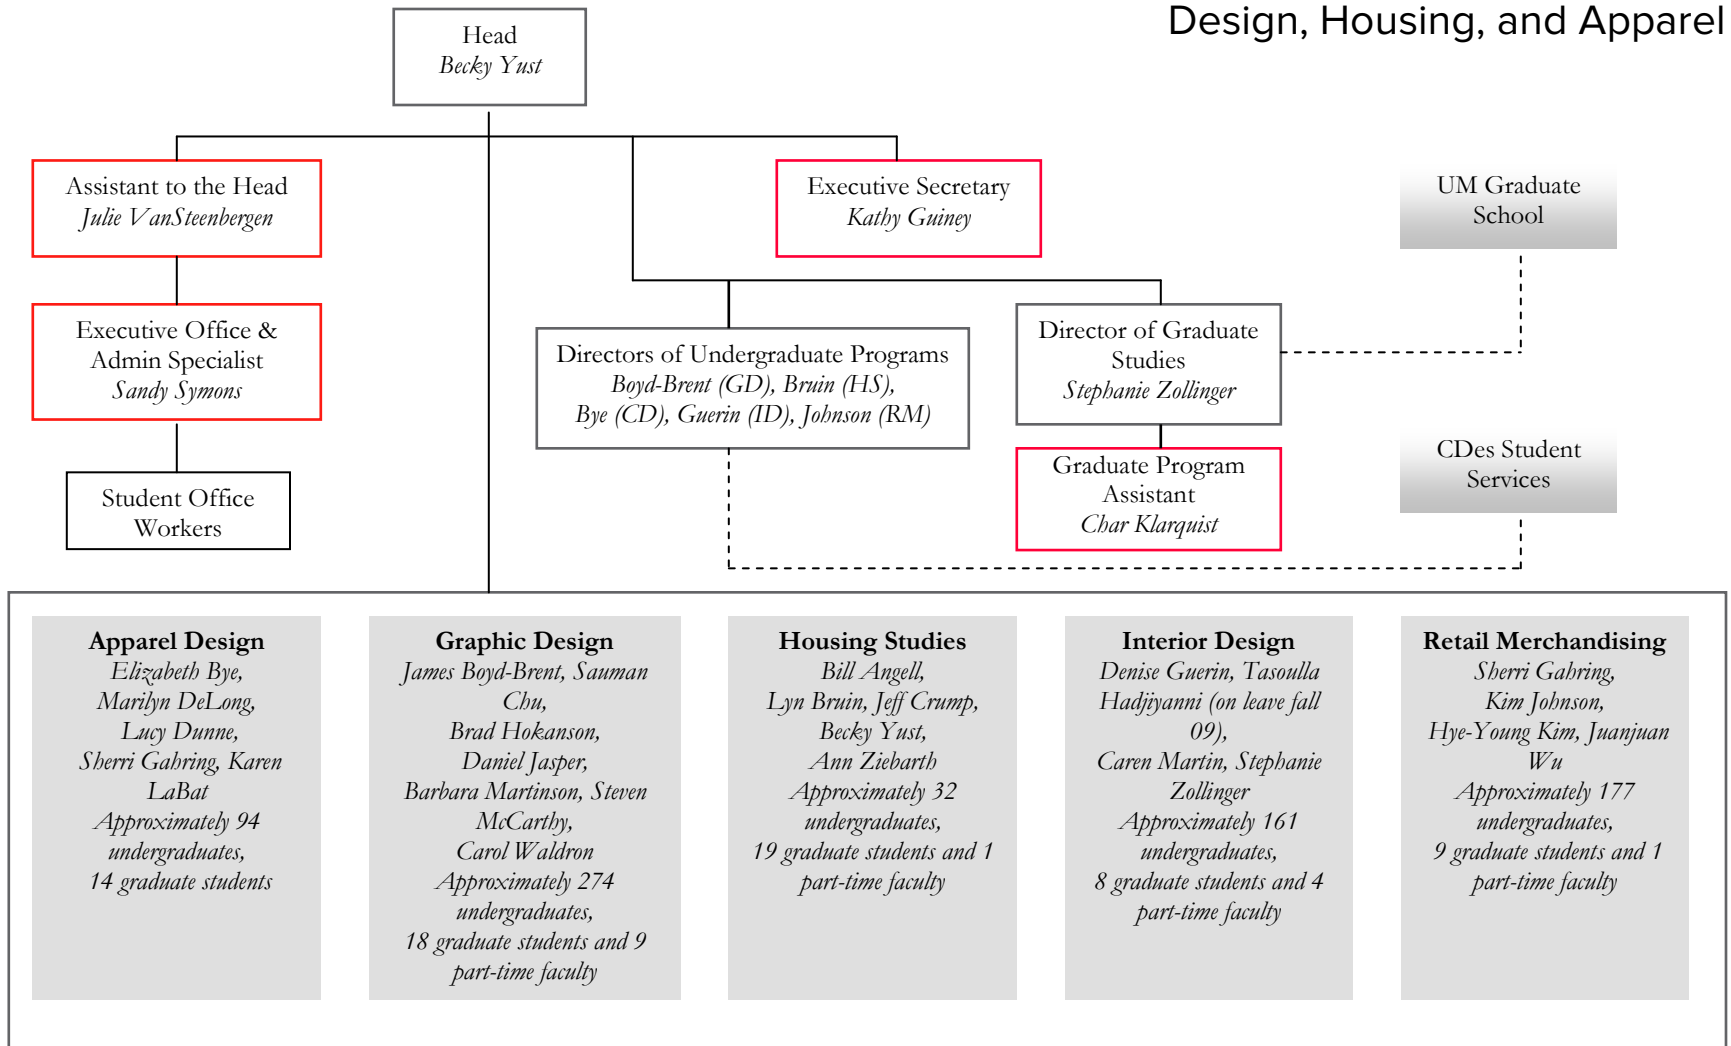 Design, Housing, and Apparel
Head
Becky Yust
Assistant to the Head
Julie VanSteenbergen
Executive Secretary
Kathy Guiney
UM Graduate
School
Executive Office &
Admin Specialist
Sandy Symons
Directors of Undergraduate Programs
Boyd-Brent (GD), Bruin (HS),
Bye (CD), Guerin (ID), Johnson (RM)
Director of Graduate
Studies
Stephanie Zollinger
Student Office
Workers
Graduate Program
Assistant
Char Klarquist
CDes Student
Services
Apparel Design
Elizabeth Bye,
Marilyn DeLong,
Lucy Dunne,
Sherri Gahring, Karen
LaBat
Approximately 94
undergraduates,
14 graduate students
Graphic Design
James Boyd-Brent, Sauman
Chu,
Brad Hokanson,
Daniel Jasper,
Barbara Martinson, Steven
McCarthy,
Carol Waldron
Approximately 274
undergraduates,
18 graduate students and 9
part-time faculty
Housing Studies
Bill Angell,
Lyn Bruin, Jeff Crump,
Becky Yust,
Ann Ziebarth
Approximately 32
undergraduates,
19 graduate students and 1
part-time faculty
Interior Design
Denise Guerin, Tasoulla
Hadjiyanni (on leave fall
09),
Caren Martin, Stephanie
Zollinger
Approximately 161
undergraduates,
8 graduate students and 4
part-time faculty
Retail Merchandising
Sherri Gahring,
Kim Johnson,
Hye-Young Kim, Juanjuan
Wu
Approximately 177
undergraduates,
9 graduate students and 1
part-time faculty